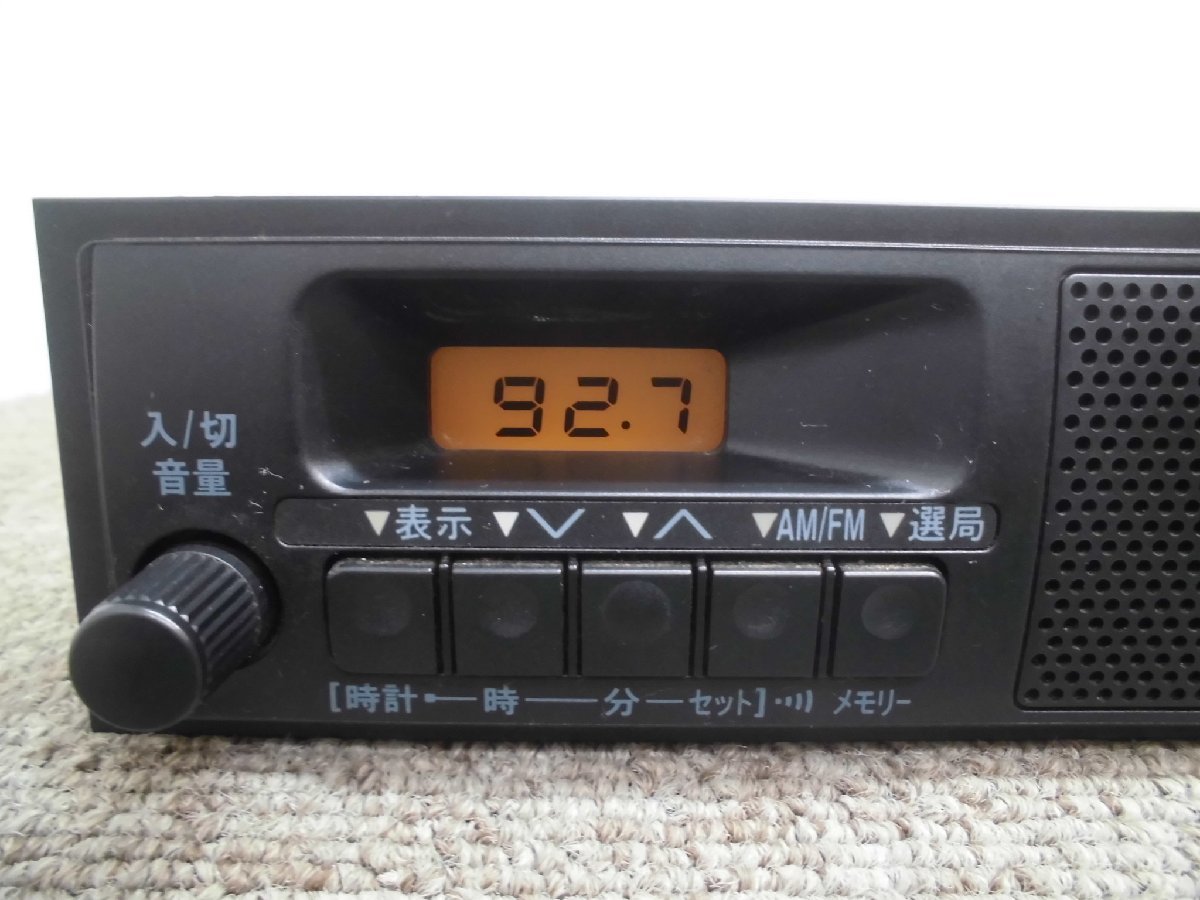 92.7
入/切
音量
▼表示 ▼∨ ▼∧ ▼AM/FM ▼選局
[時計 時 分 セット] メモリー